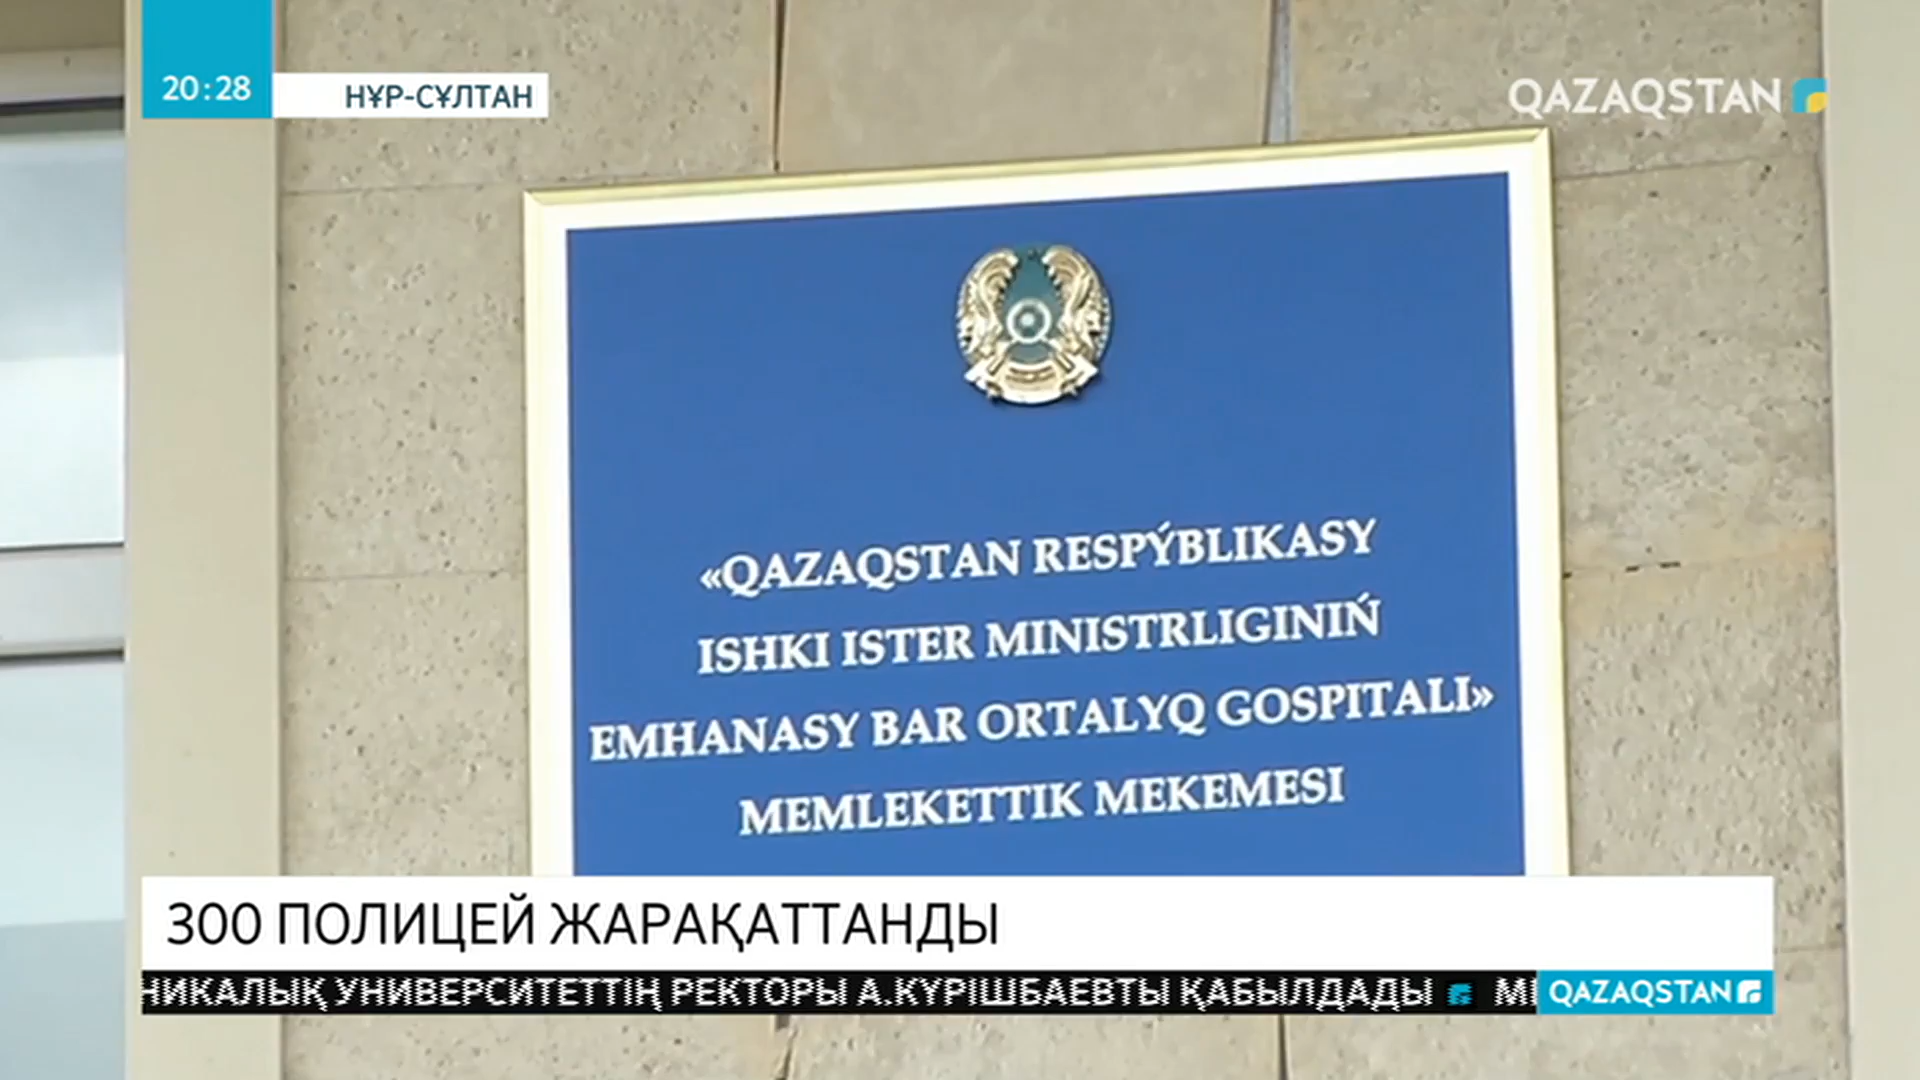 20:28
НҰР-СҰЛТАН
QAZAQSTAN
«QAZAQSTAN RESPÝBLIKASY
ISHKI ISTER MINISTRLIGINIŃ
EMHANASY BAR ORTALYQ GOSPITALI»
MEMLEKETTIK MEKEMESI
300 ПОЛИЦЕЙ ЖАРАҚАТТАНДЫ
НИКАЛЫҚ УНИВЕРСИТЕТТІҢ РЕКТОРЫ А.КҮРІШБАЕВТЫ ҚАБЫЛДАДЫ
QAZAQSTAN